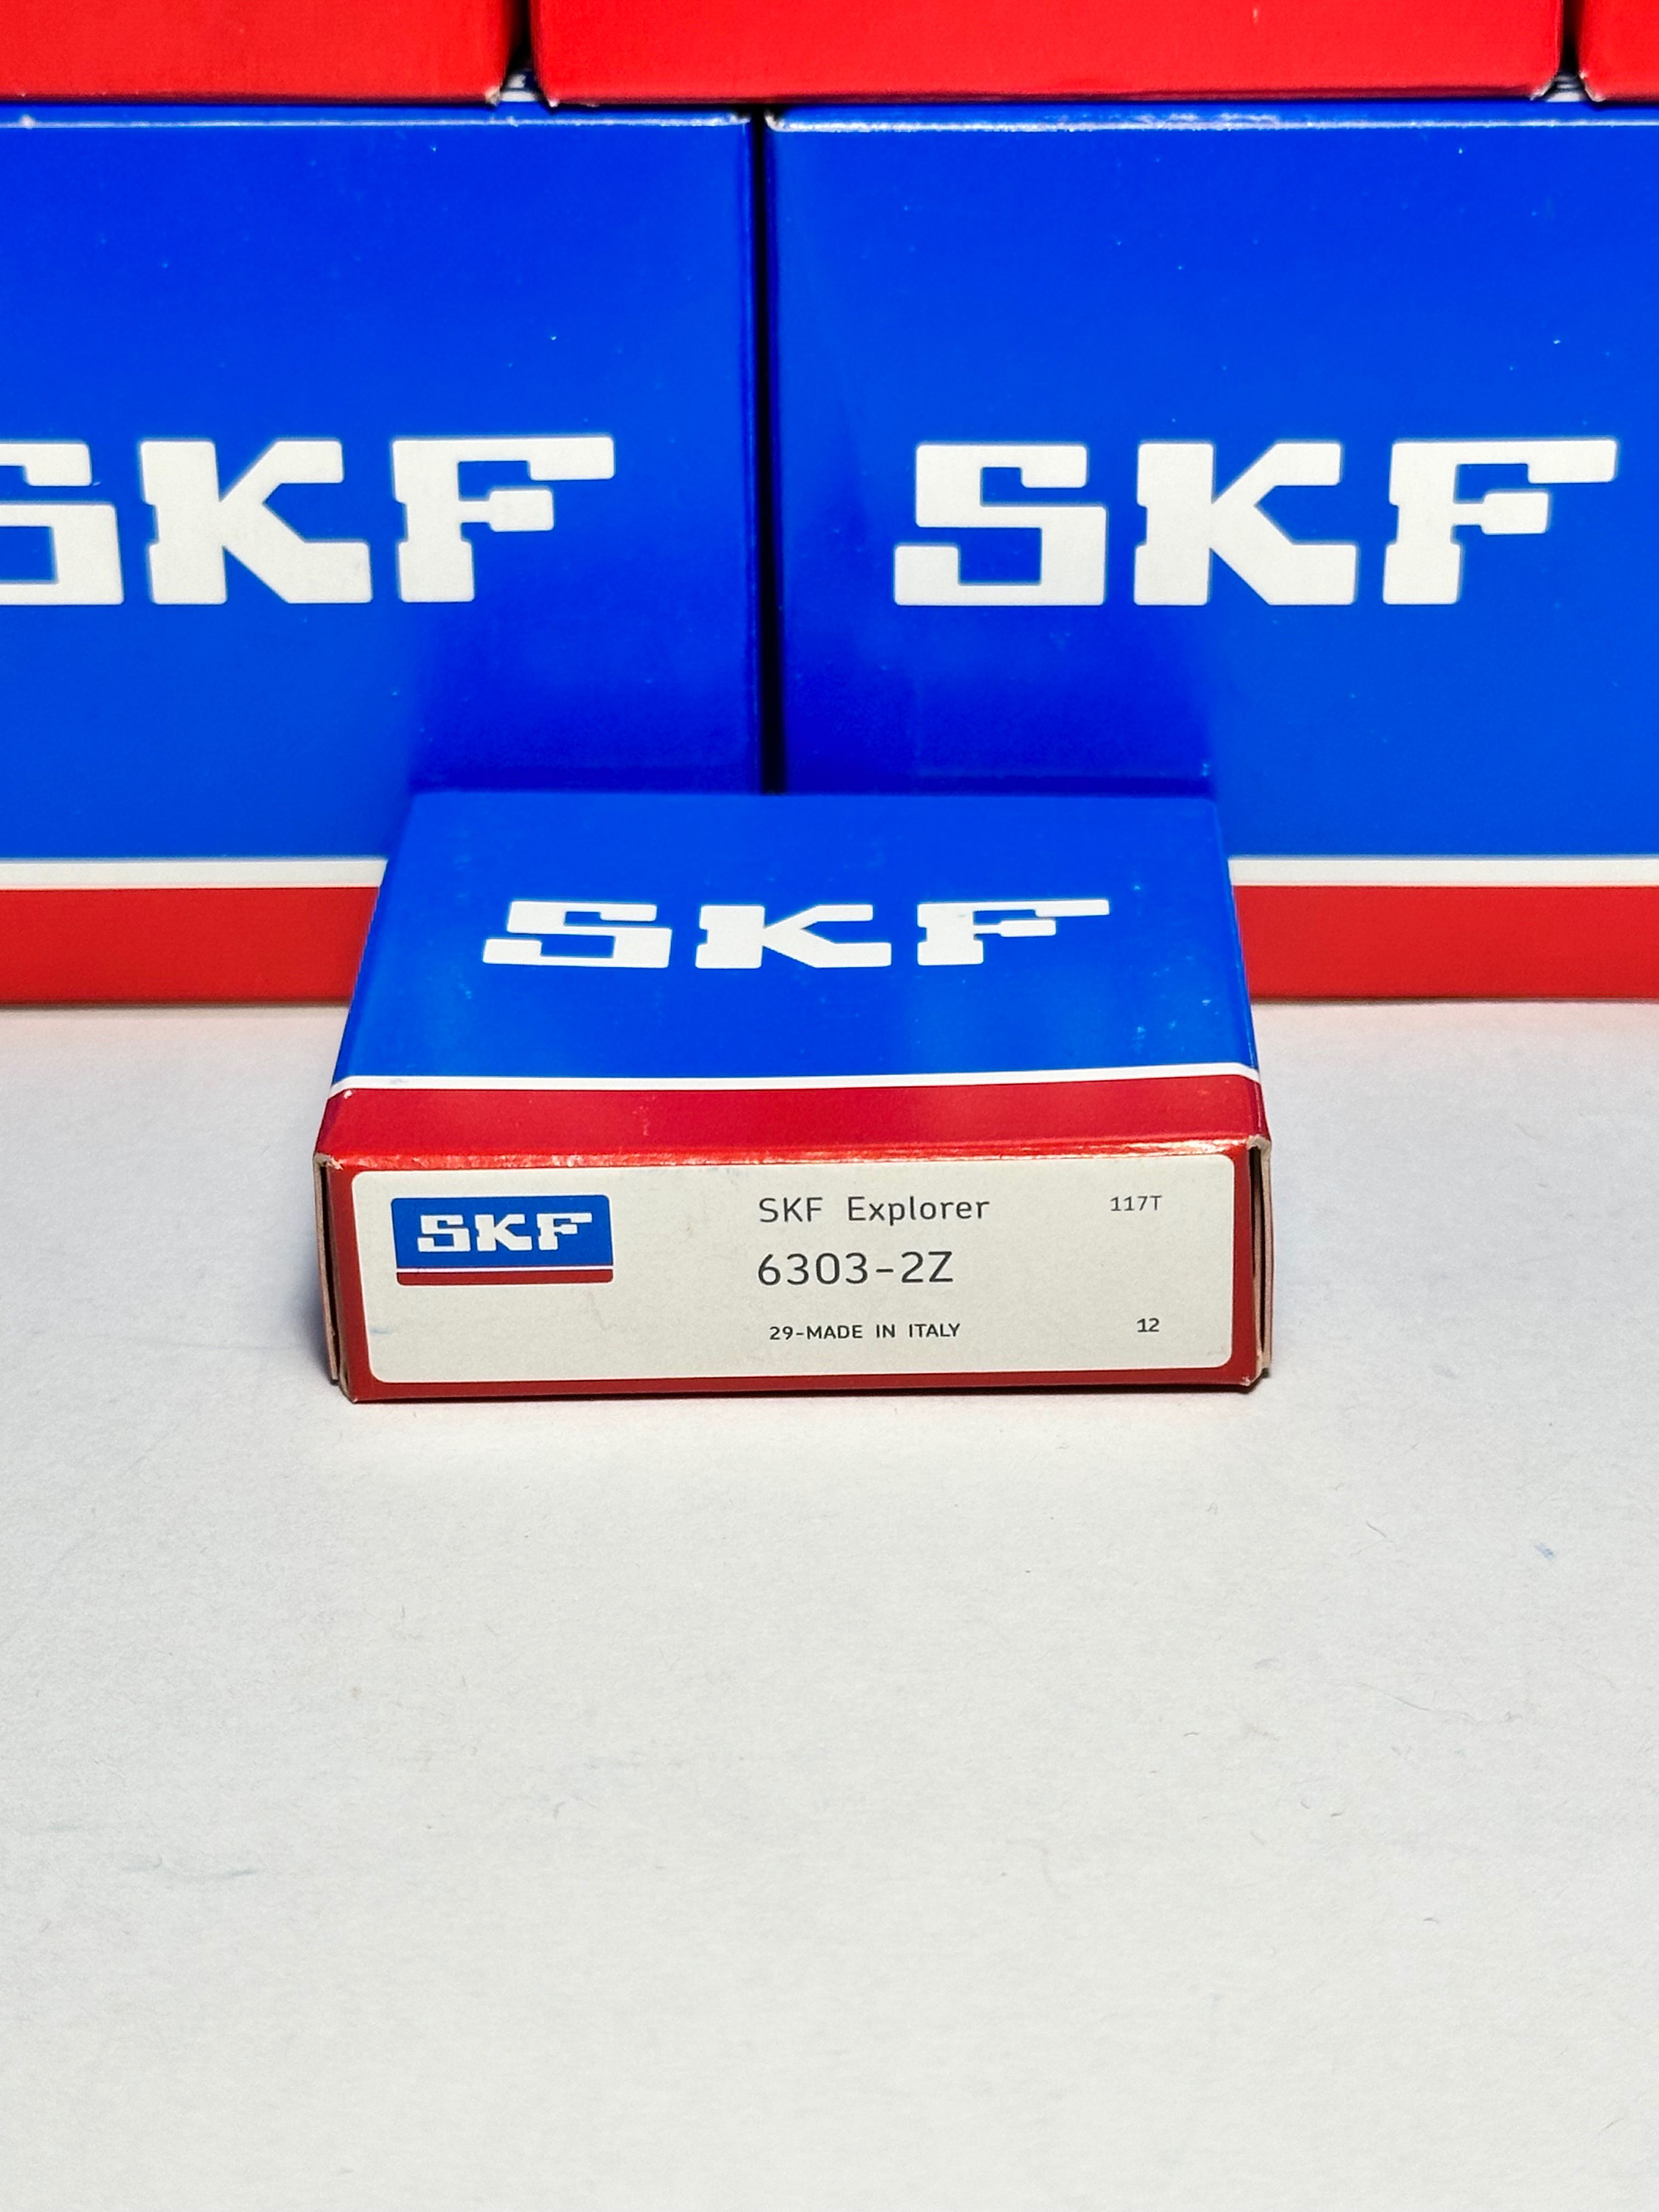 SKF
SKF
SKF
SKF
SKF Explorer
117T
6303-2Z
29-MADE IN ITALY
12